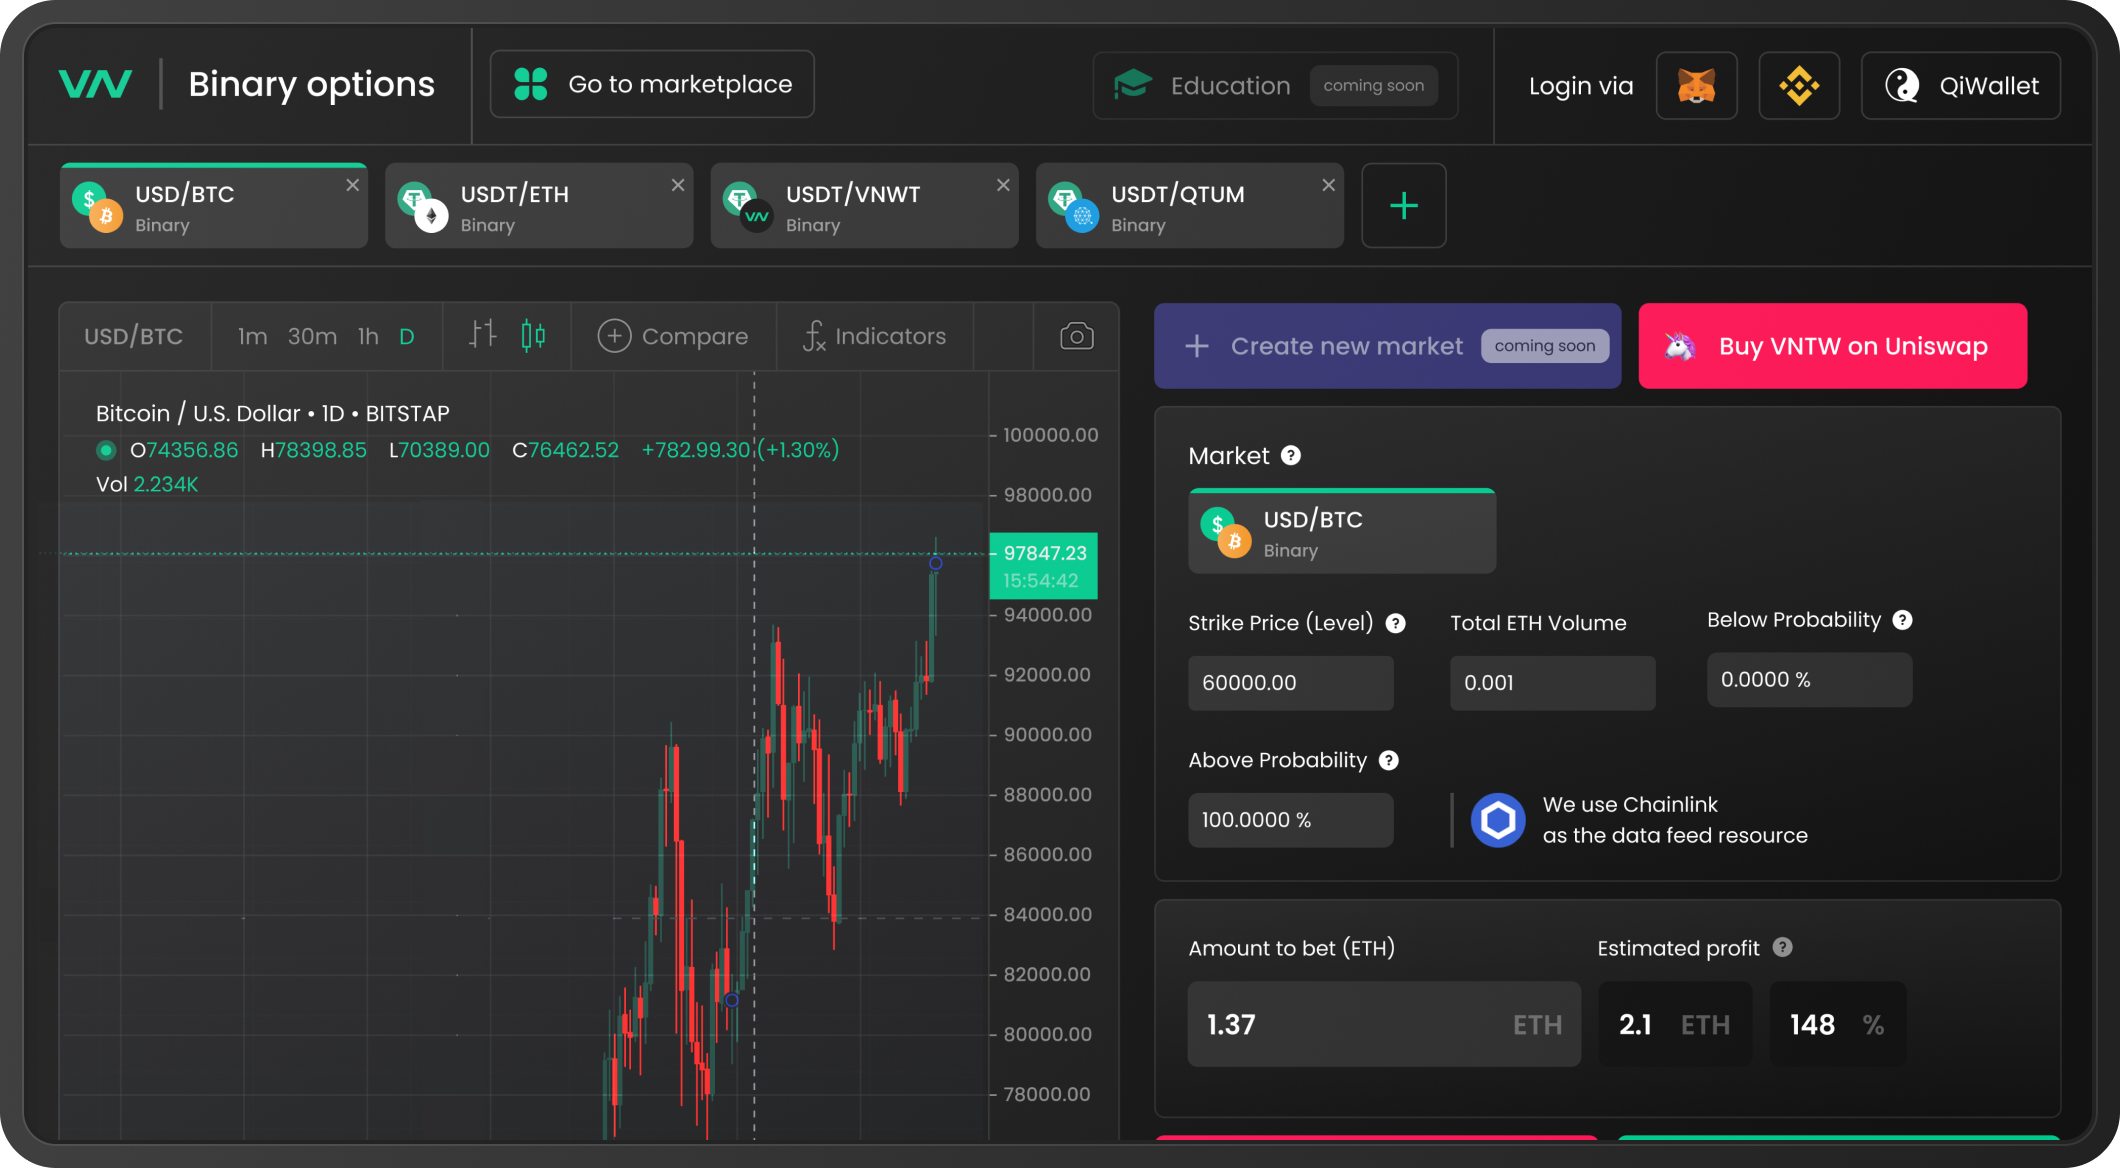 VN
Binary options
Go to marketplace
Education
coming soon
Login via
QiWallet
USD/BTC
Binary
USDT/ETH
Binary
USDT/VNWT
Binary
USDT/QTUM
Binary
USD/BTC
1m 30m 1h D
Compare
fx Indicators
Bitcoin / U.S. Dollar • 1D • BITSTAP
O74356.86 H78398.85 L70389.00 C76462.52 +782.99.30 (+1.30%)
Vol 2.234K
100000.00
98000.00
97847.23
15:54:42
94000.00
92000.00
90000.00
88000.00
86000.00
84000.00
82000.00
80000.00
78000.00
Create new market
coming soon
Buy VNTW on Uniswap
Market
USD/BTC
Binary
Strike Price (Level)
60000.00
Total ETH Volume
0.001
Below Probability
0.0000 %
Above Probability
100.0000 %
We use Chainlink
as the data feed resource
Amount to bet (ETH)
1.37 ETH
Estimated profit
2.1 ETH
148 %